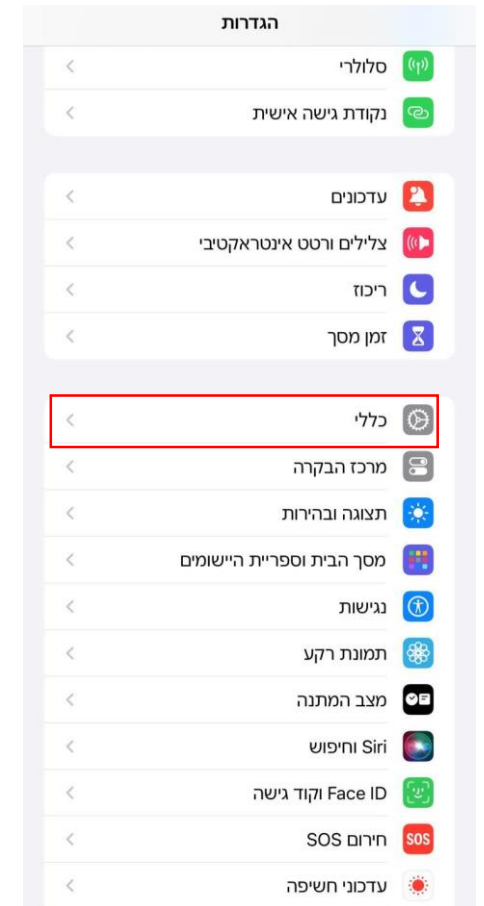 הגדרות
סלולרי
נקודת גישה אישית
עדכונים
צלילים ורטט אינטראקטיבי
ריכוז
זמן מסך
כללי
מרכז הבקרה
תצוגה ובהירות
מסך הבית וספריית היישומים
נגישות
תמונת רקע
מצב המתנה
Siri וחיפוש
Face ID וקוד גישה
SOS חירום SOS
עדכוני חשיפה